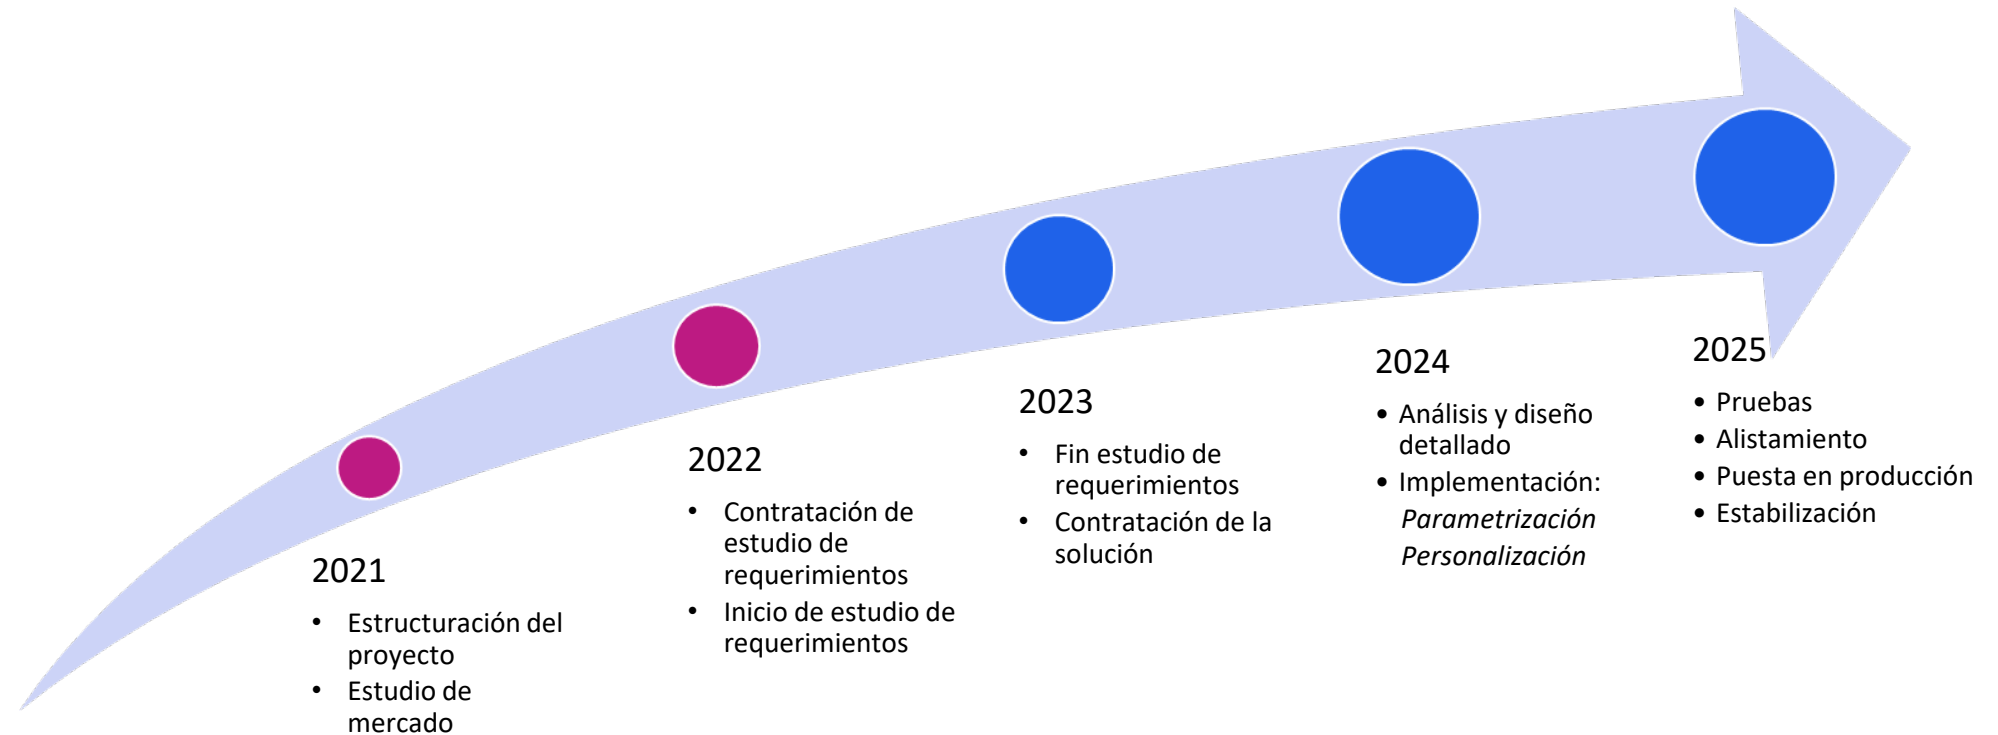 2021
• Estructuración del
proyecto
• Estudio de
mercado
2022
• Contratación de
estudio de
requerimientos
• Inicio de estudio de
requerimientos
2023
• Fin estudio de
requerimientos
• Contratación de la
solución
2024
• Análisis y diseño
detallado
• Implementación:
Parametrización
Personalización
2025
• Pruebas
• Alistamiento
• Puesta en producción
• Estabilización